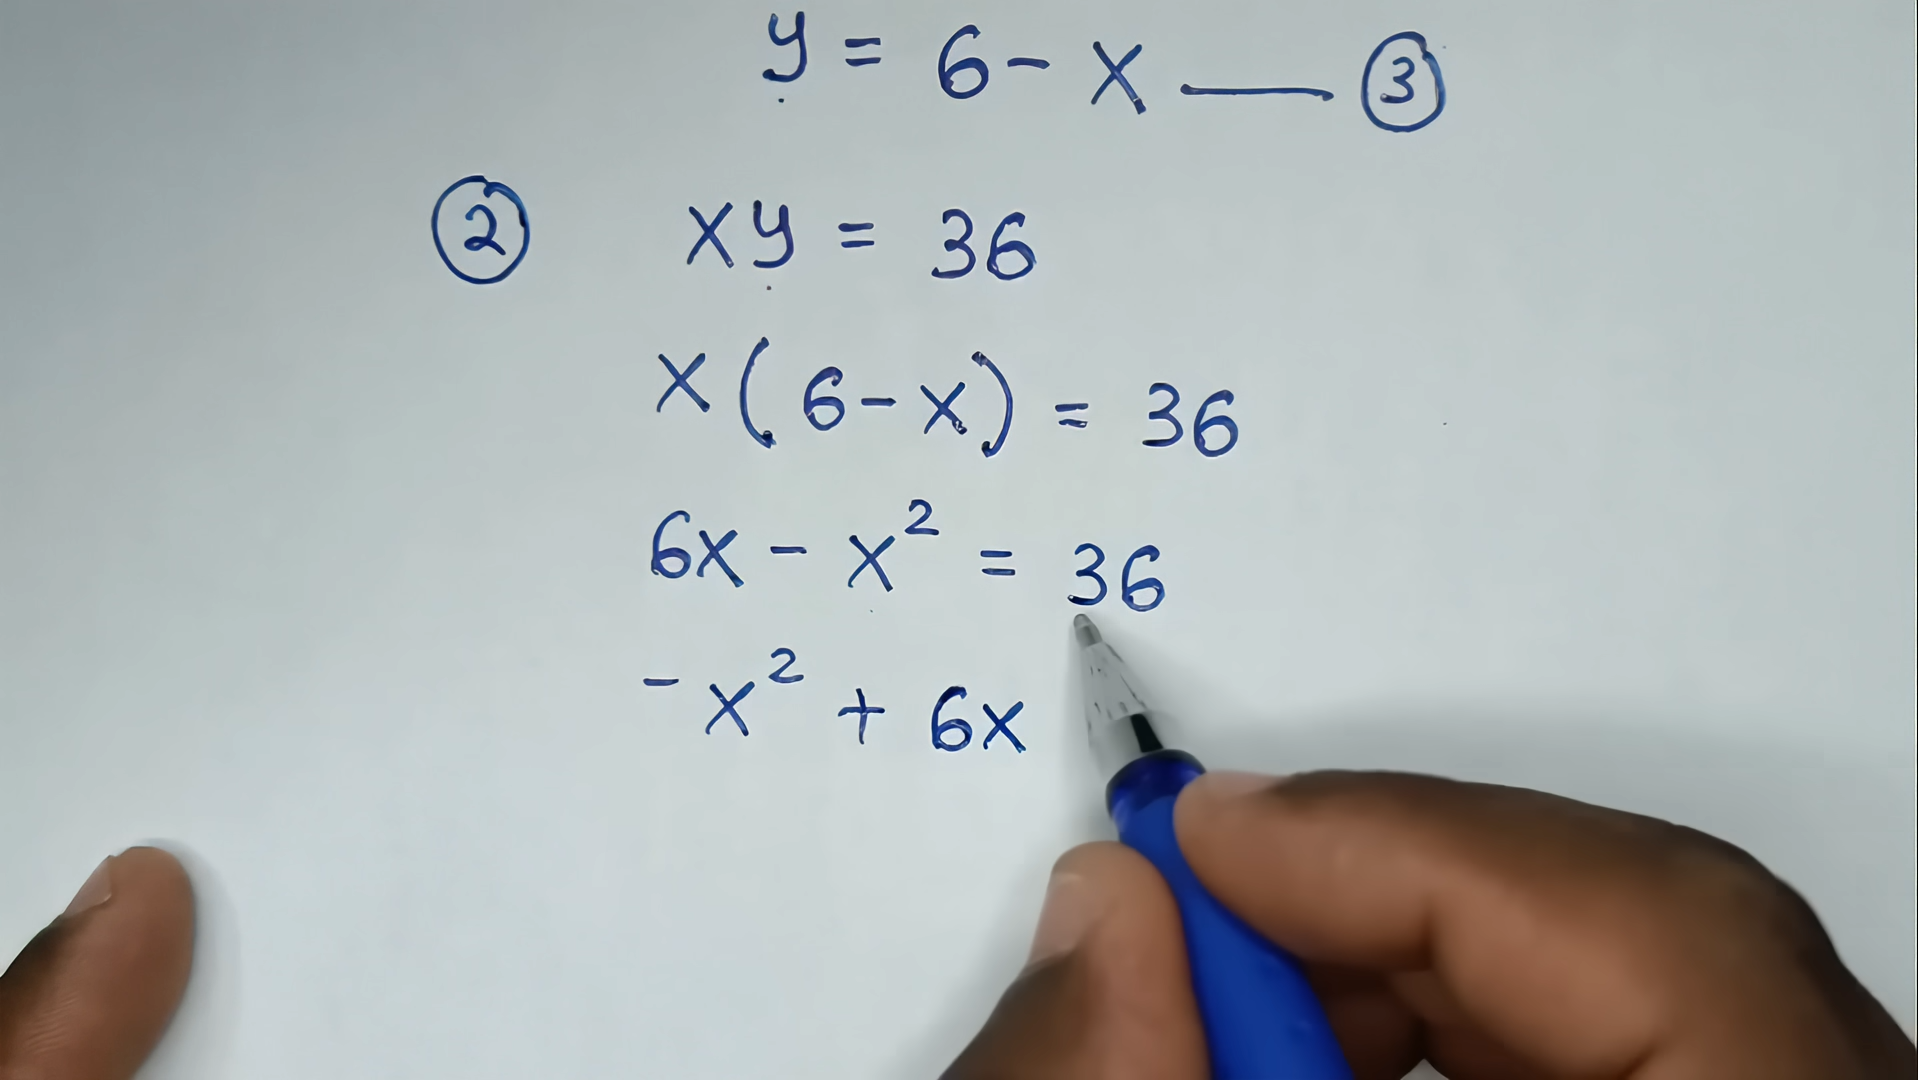 y = 6 - x —— ③
② xy = 36
x(6 - x) = 36
6x - x² = 36
-x² + 6x